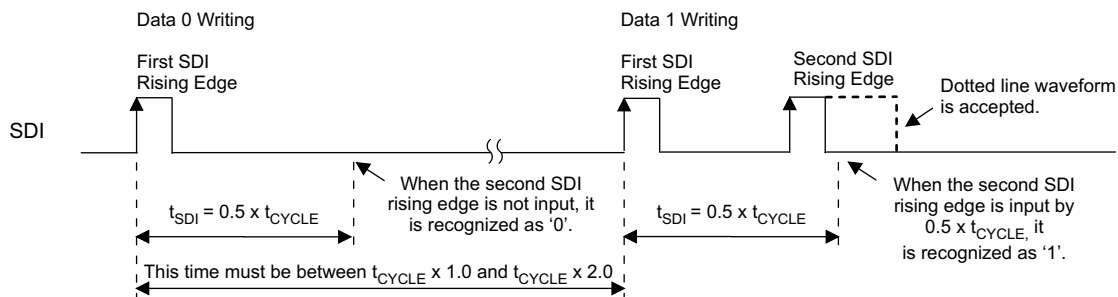 Data 0 Writing
Data 1 Writing
First SDI
Rising Edge
First SDI
Rising Edge
Second SDI
Rising Edge
Dotted line waveform
is accepted.
SDI
When the second SDI
rising edge is not input, it
is recognized as ‘0’.
When the second SDI
rising edge is input by
0.5 x tCYCLE, it
is recognized as ‘1’.
tSDI = 0.5 x tCYCLE
tSDI = 0.5 x tCYCLE
This time must be between tCYCLE x 1.0 and tCYCLE x 2.0